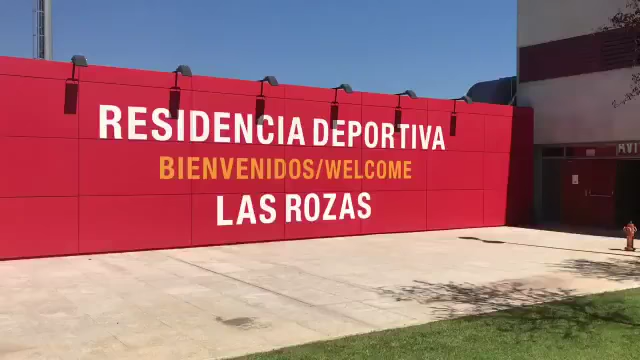 RESIDENCIA DEPORTIVA
BIENVENIDOS/WELCOME
LAS ROZAS